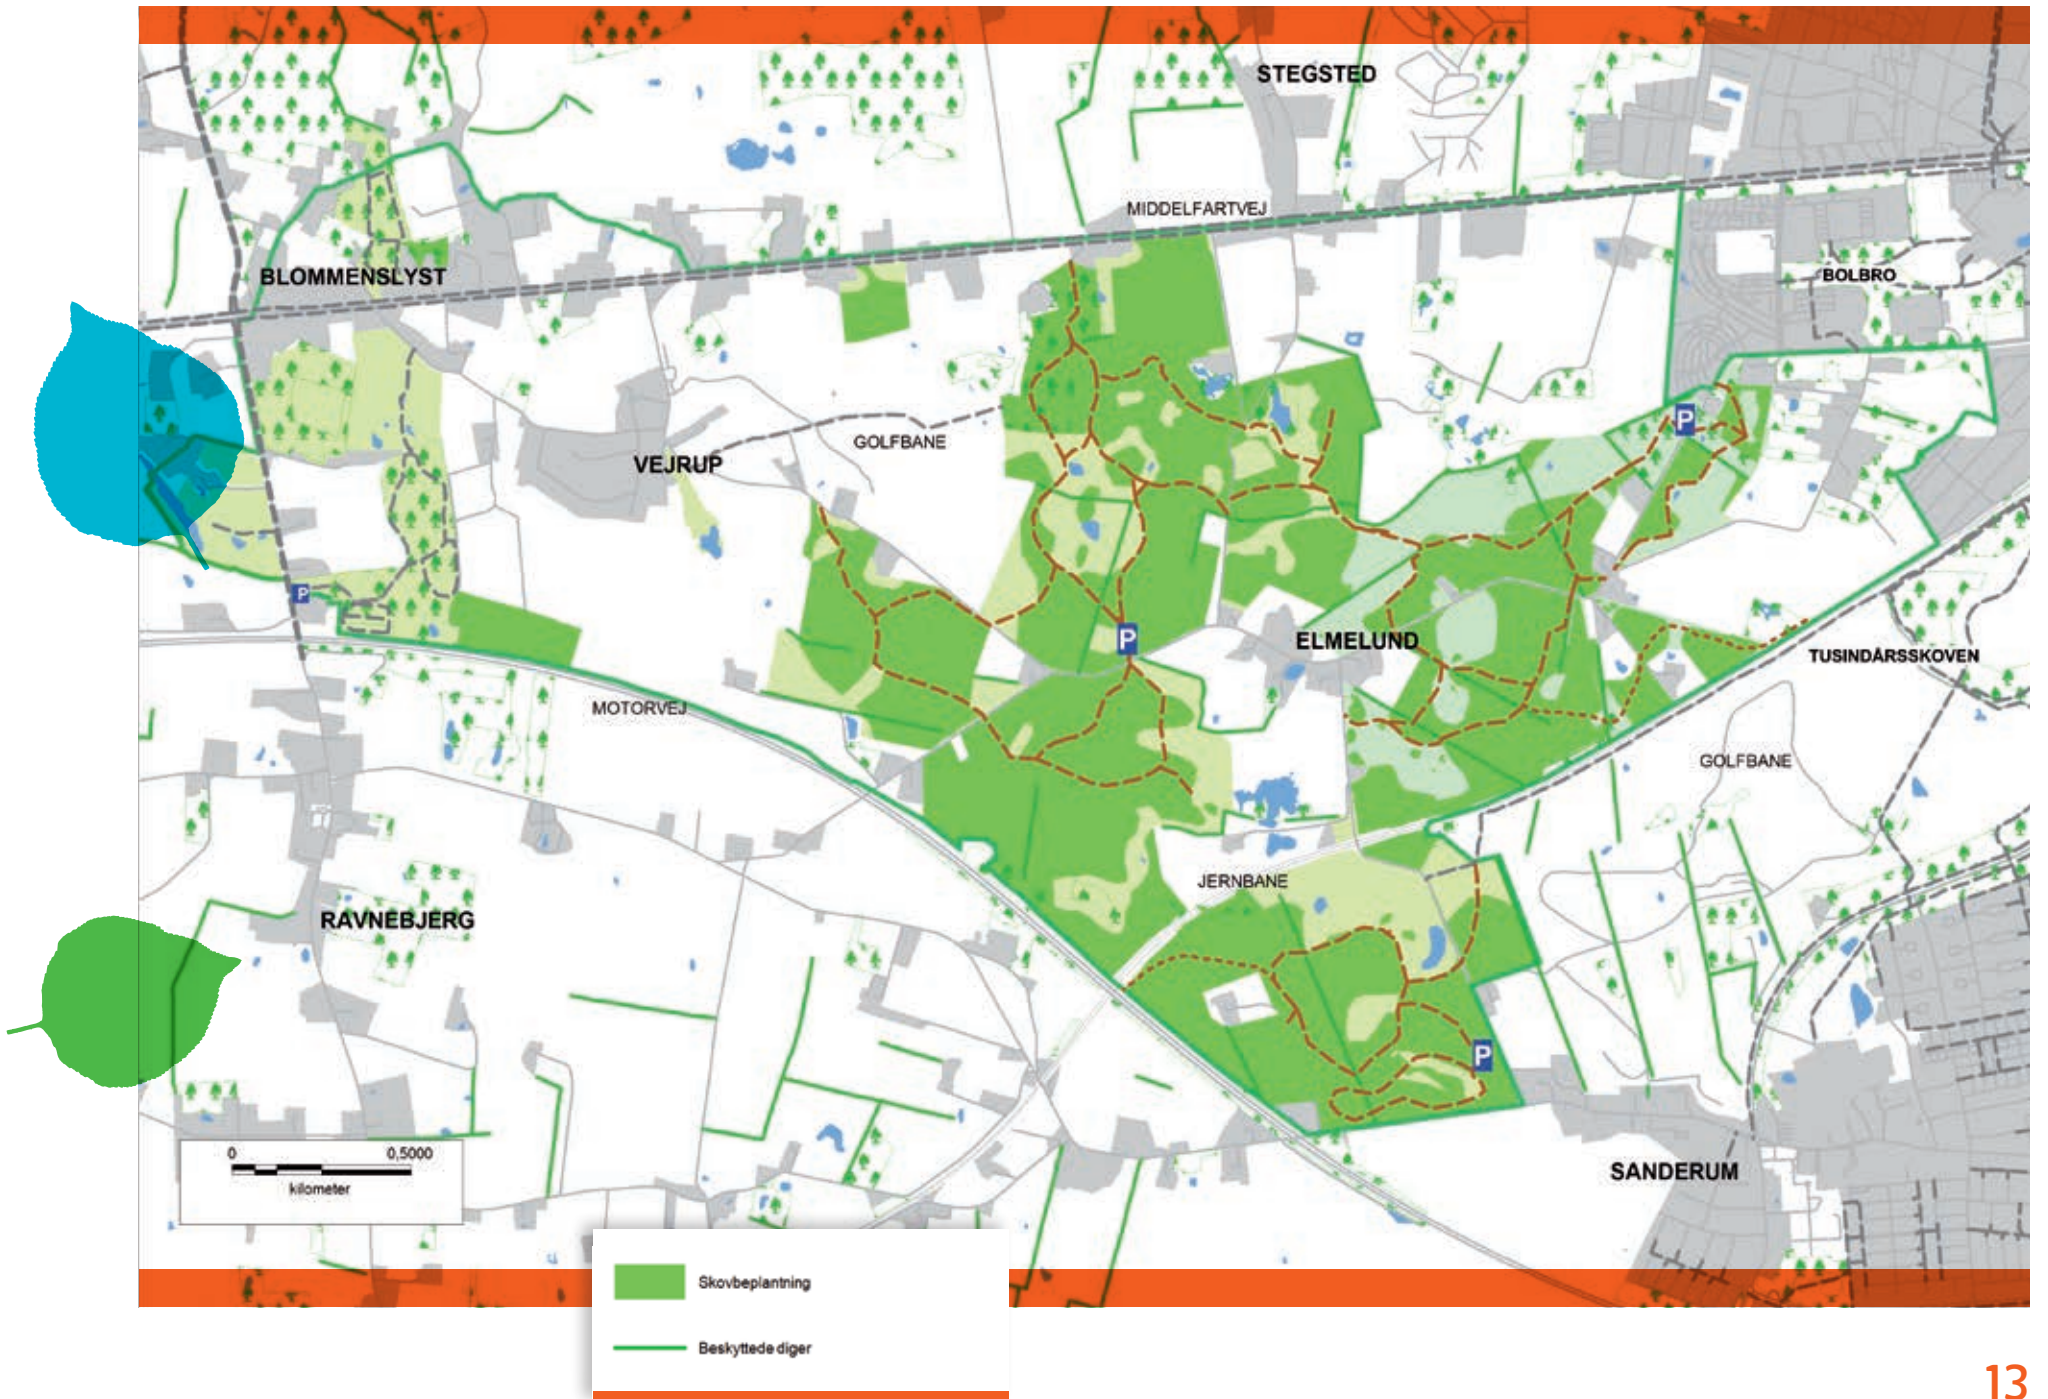 STEGSTED
MIDDELFARTVEJ
BLOMMENSLYST
BOLBRO
GOLFBANE
VEJRUP
P
P
P
ELMELUND
TUSINDÅRSSKOVEN
MOTORVEJ
GOLFBANE
JERNBANE
RAVNEBJERG
P
SANDERUM
0 0,5000
kilometer
Skovbeplantning
Beskyttede diger
13